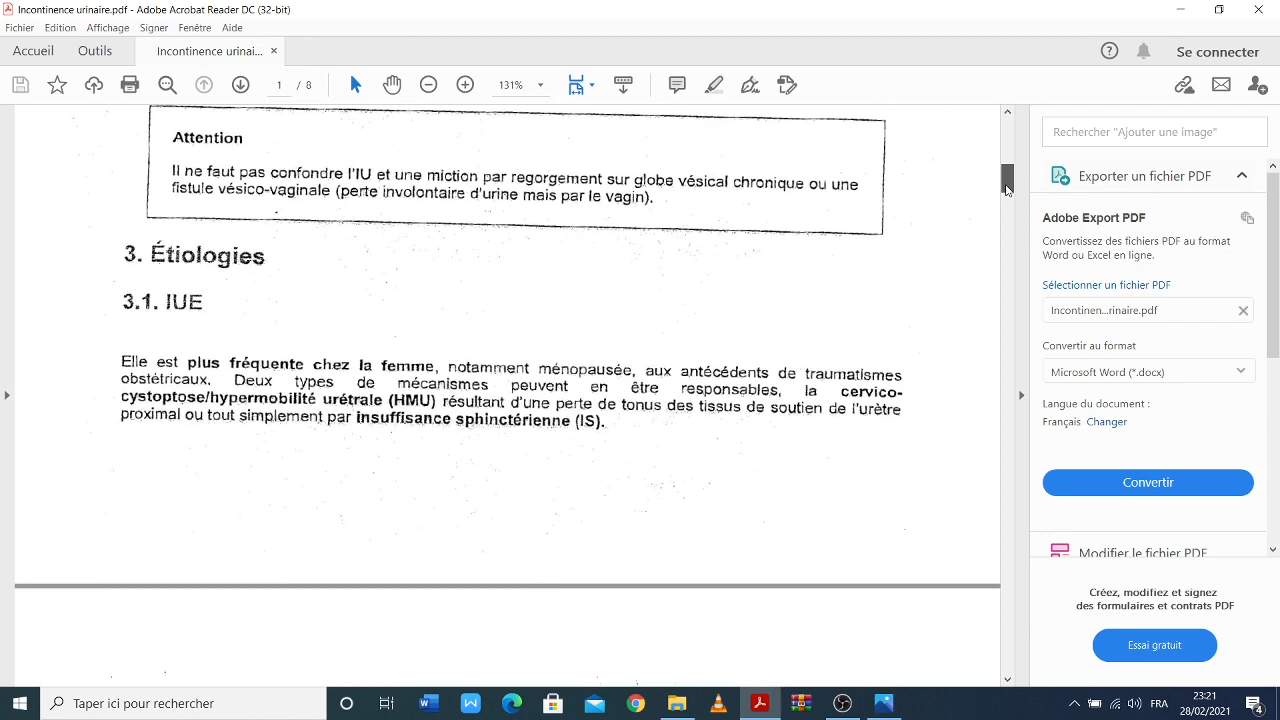 Incontinence urinaire.pdf - Adobe Acrobat Reader DC (32-bit)
Fichier Edition Affichage Signer Fenêtre Aide
Accueil Outils Incontinence urinai... × Se connecter
1 / 8 131%
Attention
Il ne faut pas confondre l'IU et une miction par regorgement sur globe vésical chronique ou une
fistule vésico-vaginale (perte involontaire d'urine mais par le vagin).
3. Étiologies
3.1. IUE
Elle est plus fréquente chez la femme, notamment ménopausée, aux antécédents de traumatismes
obstétricaux. Deux types de mécanismes peuvent en être responsables, la cervico-
cystoptose/hypermobilité urétrale (HMU) résultant d'une perte de tonus des tissus de soutien de l'urètre
proximal ou tout simplement par insuffisance sphinctérienne (IS).
Rechercher "Ajouter une image"
Exporter un fichier PDF
Adobe Export PDF
Convertissez des fichiers PDF au format
Word ou Excel en ligne.
Sélectionner un fichier PDF
Incontinen...rinaire.pdf
Convertir au format
Microsoft Word (*.docx)
Langue du document :
Français Changer
Convertir
Modifier le fichier PDF
Créez, modifiez et signez
des formulaires et contrats PDF
Essai gratuit
Taper ici pour rechercher
FRA
23:21
28/02/2021
4